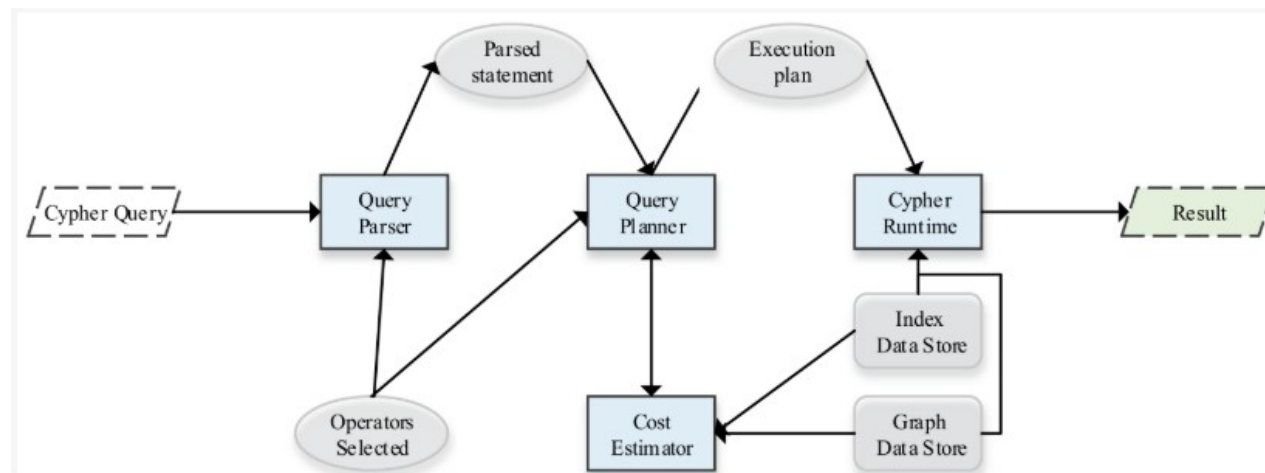 Parsed
statement
Execution
plan
Cypher Query
Query
Parser
Query
Planner
Cypher
Runtime
Result
Index
Data Store
Operators
Selected
Cost
Estimator
Graph
Data Store